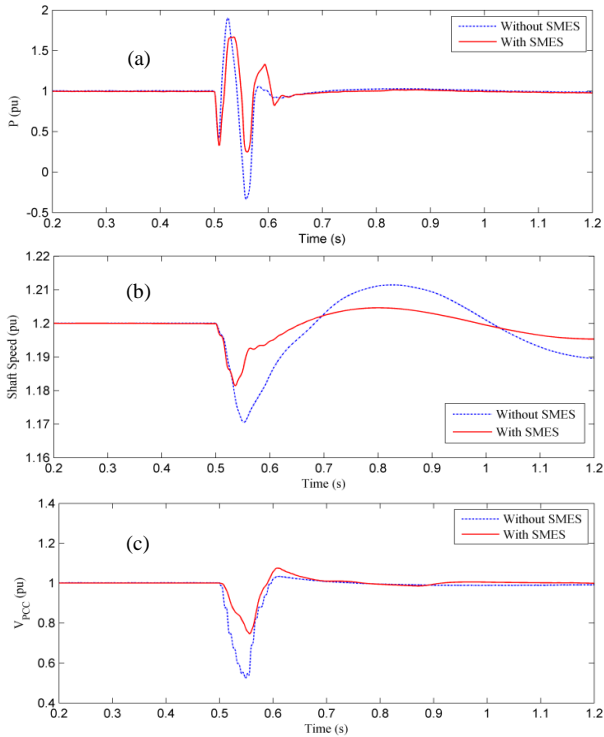 2
1.5
1
0.5
0
-0.5
P (pu)
(a)
Without SMES
With SMES
0.2 0.3 0.4 0.5 0.6 0.7 0.8 0.9 1 1.1 1.2
Time (s)
1.22
1.21
1.2
1.19
1.18
1.17
1.16
Shaft Speed (pu)
(b)
Without SMES
With SMES
0.2 0.3 0.4 0.5 0.6 0.7 0.8 0.9 1 1.1 1.2
Time (s)
1.4
1.2
1
0.8
0.6
0.4
VPCC (pu)
(c)
Without SMES
With SMES
0.2 0.3 0.4 0.5 0.6 0.7 0.8 0.9 1 1.1 1.2
Time (s)